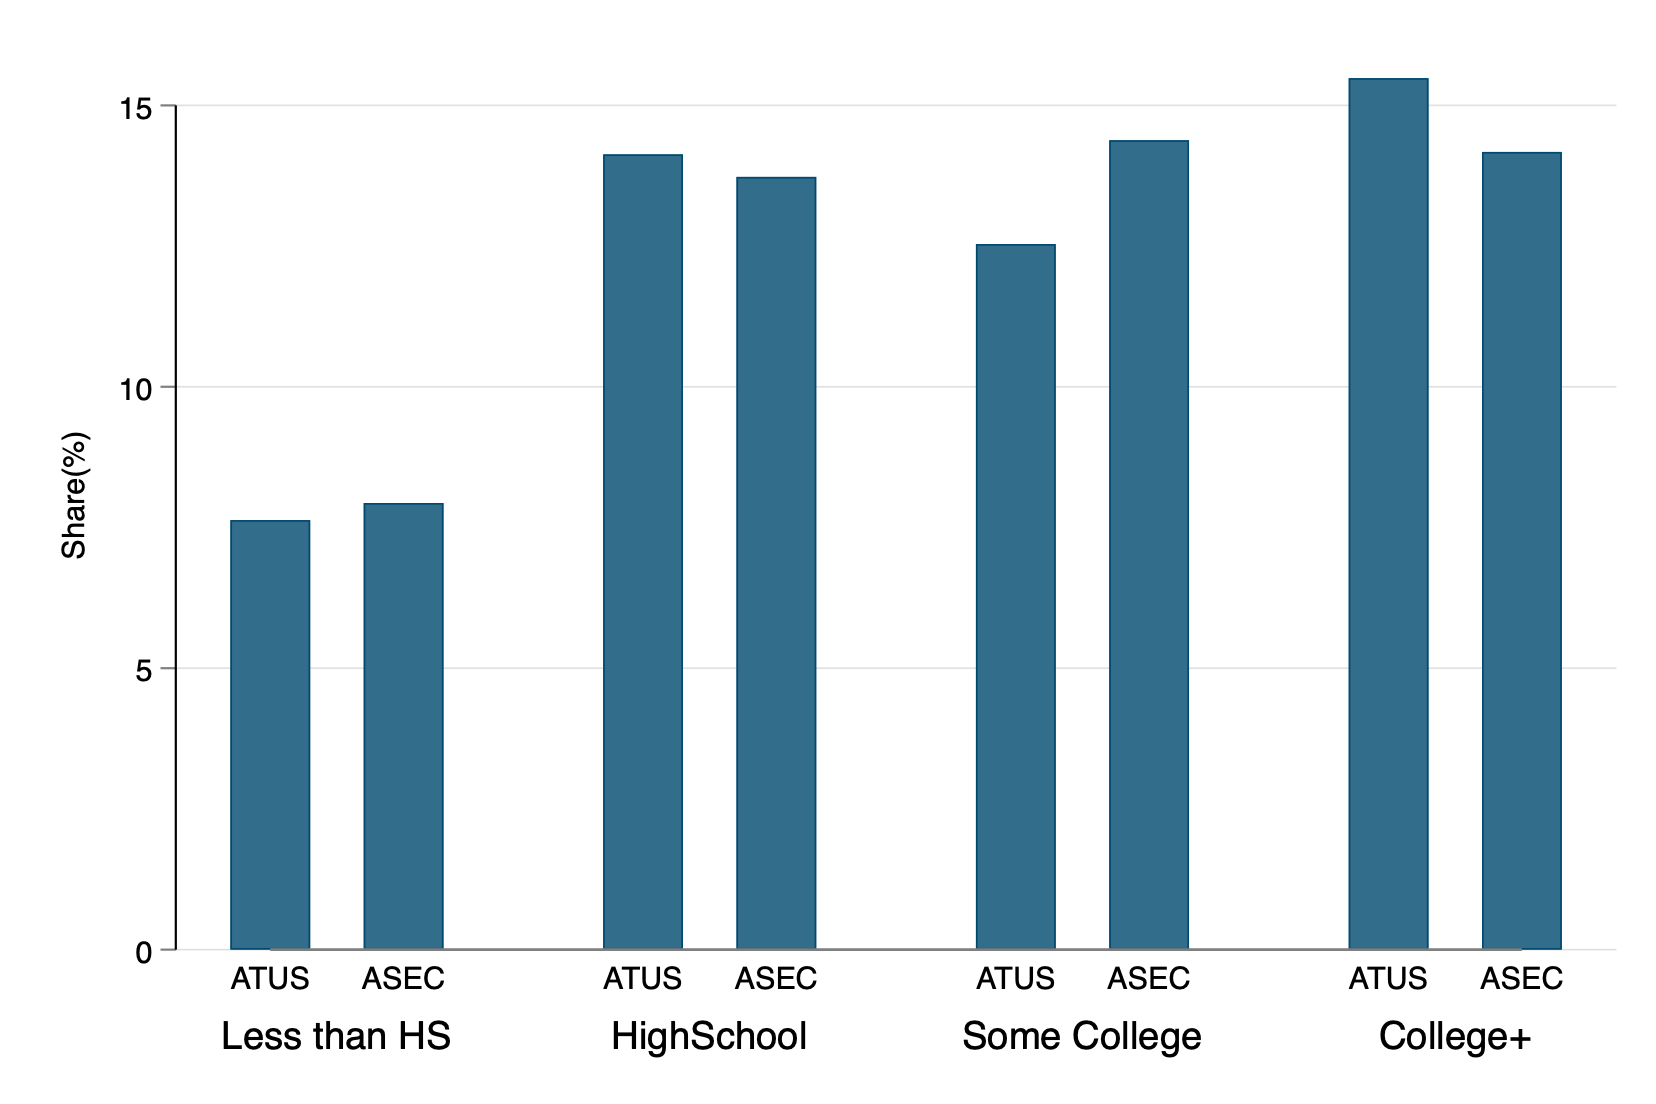 15
10
5
0
Share(%)
ATUS ASEC ATUS ASEC ATUS ASEC ATUS ASEC
Less than HS HighSchool Some College College+